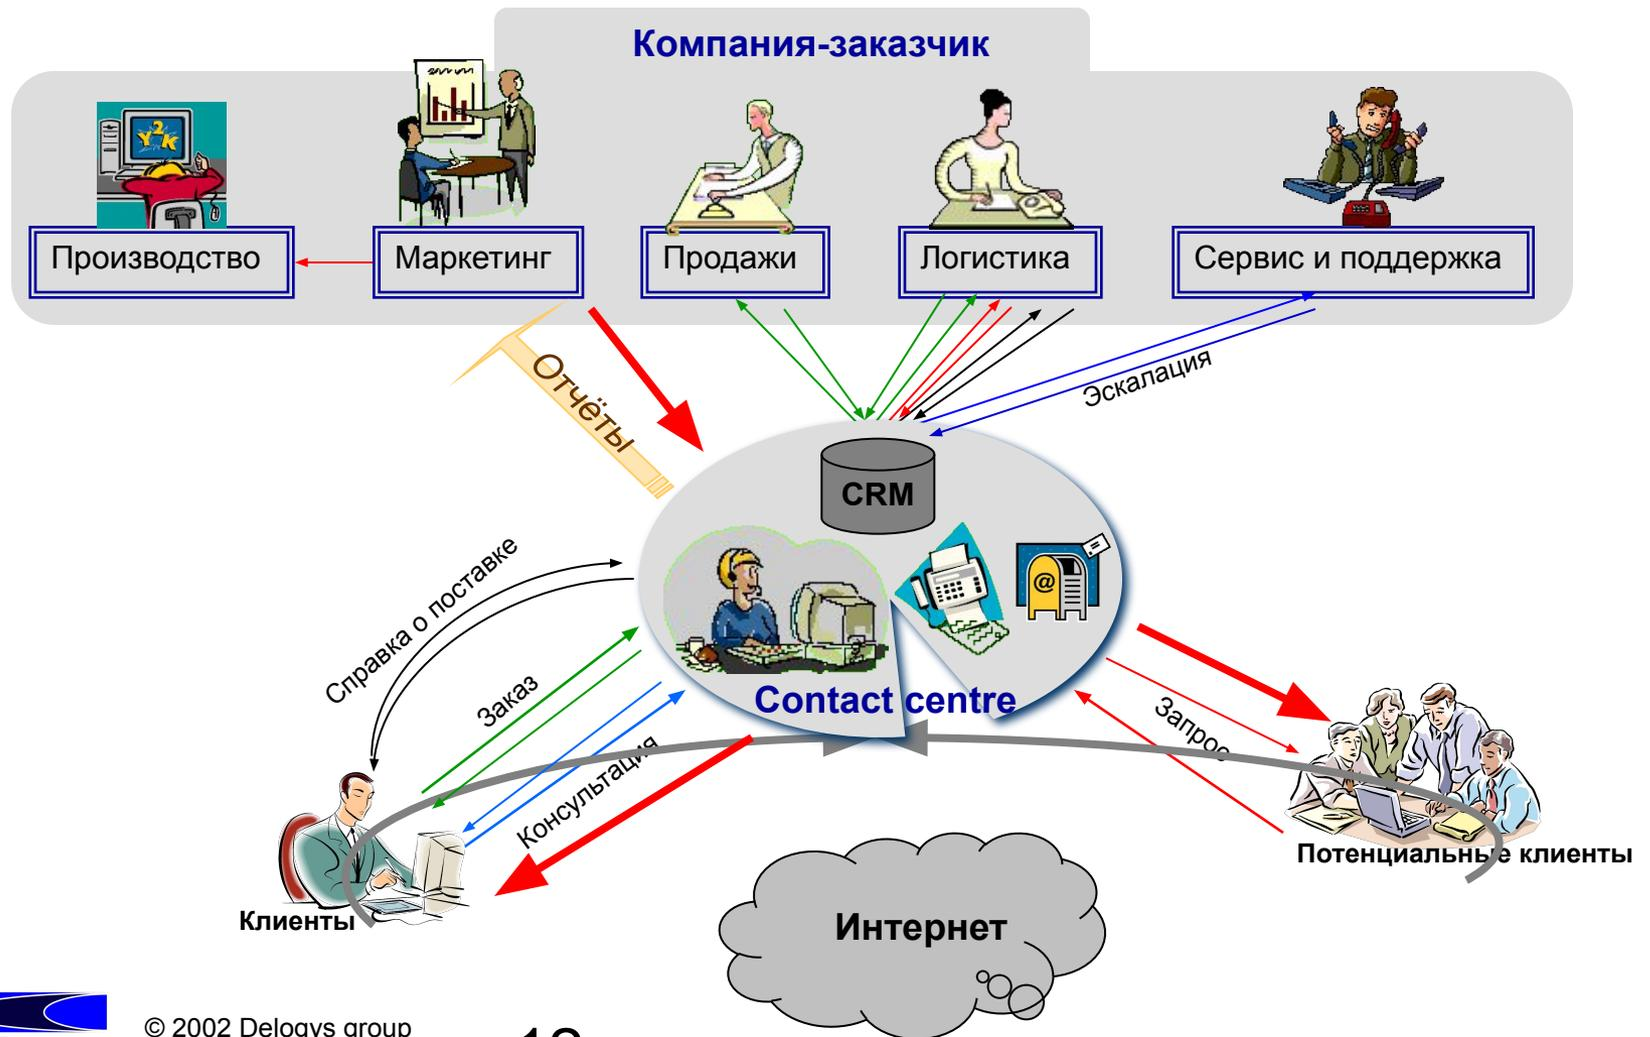 Компания-заказчик
Y2K
Производство
Маркетинг
Продажи
Логистика
Сервис и поддержка
Отчёты
Эскалация
CRM
@
Справка о поставке
Заказ
Contact centre
Консультация
Запрос
Потенциальные клиенты
Клиенты
Интернет
© 2002 Delogys group